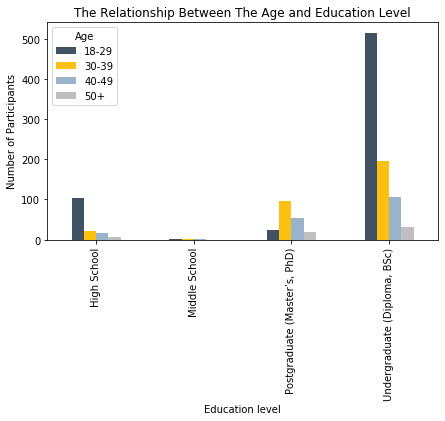 The Relationship Between The Age and Education Level
Age
18-29
30-39
40-49
50+
Number of Participants
500
400
300
200
100
0
High School
Middle School
Postgraduate (Master's, PhD)
Undergraduate (Diploma, BSc)
Education level